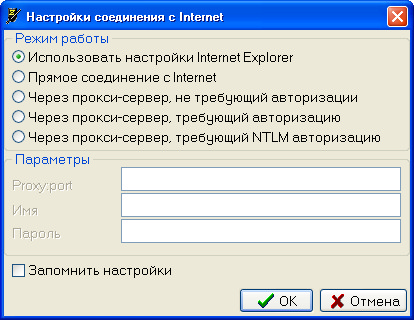 Настройки соединения с Internet
Режим работы
Использовать настройки Internet Explorer
Прямое соединение с Internet
Через прокси-сервер, не требующий авторизации
Через прокси-сервер, требующий авторизацию
Через прокси-сервер, требующий NTLM авторизацию
Параметры
Proxy:port
Имя
Пароль
Запомнить настройки
OK
Отмена